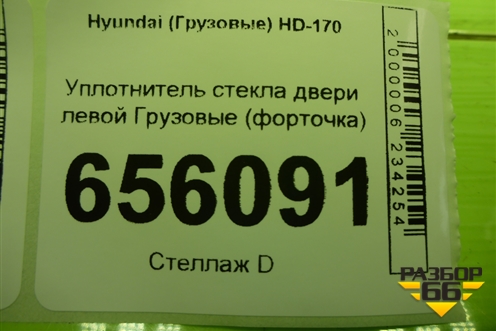 Hyundai (Грузовые) HD-170
Уплотнитель стекла двери
левой Грузовые (форточка)
656091
Стеллаж D
2000006234254
РАЗБОР
66